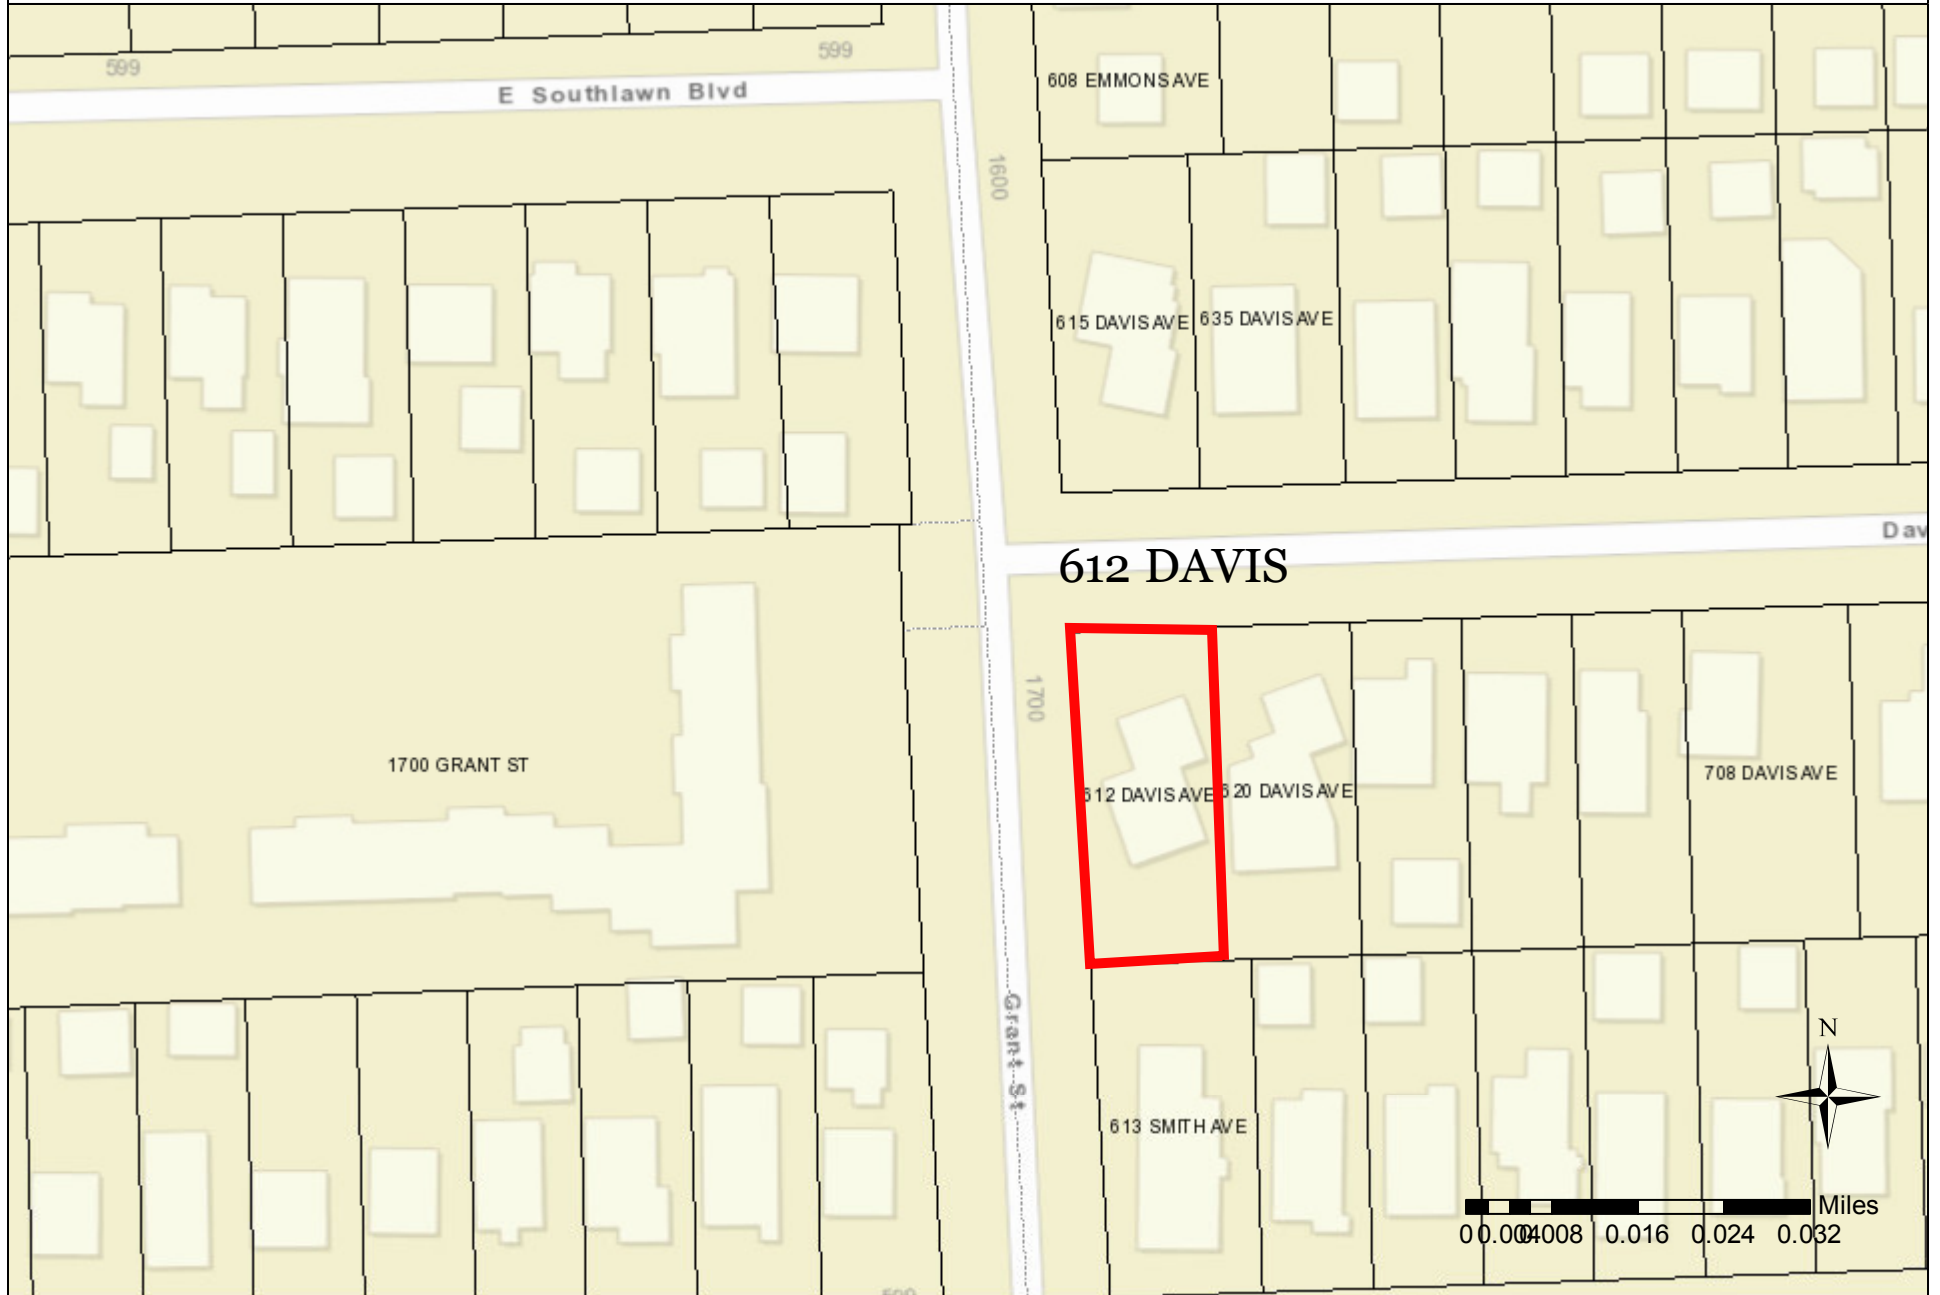 599
599
E Southlawn Blvd
608 EMMONS AVE
1600
615 DAVIS AVE
635 DAVIS AVE
Dav
612 DAVIS
1700
1700 GRANT ST
612 DAVIS AVE
620 DAVIS AVE
708 DAVIS AVE
Grant St
N
613 SMITH AVE
Miles
0 0.004 0.008 0.016 0.024 0.032
599